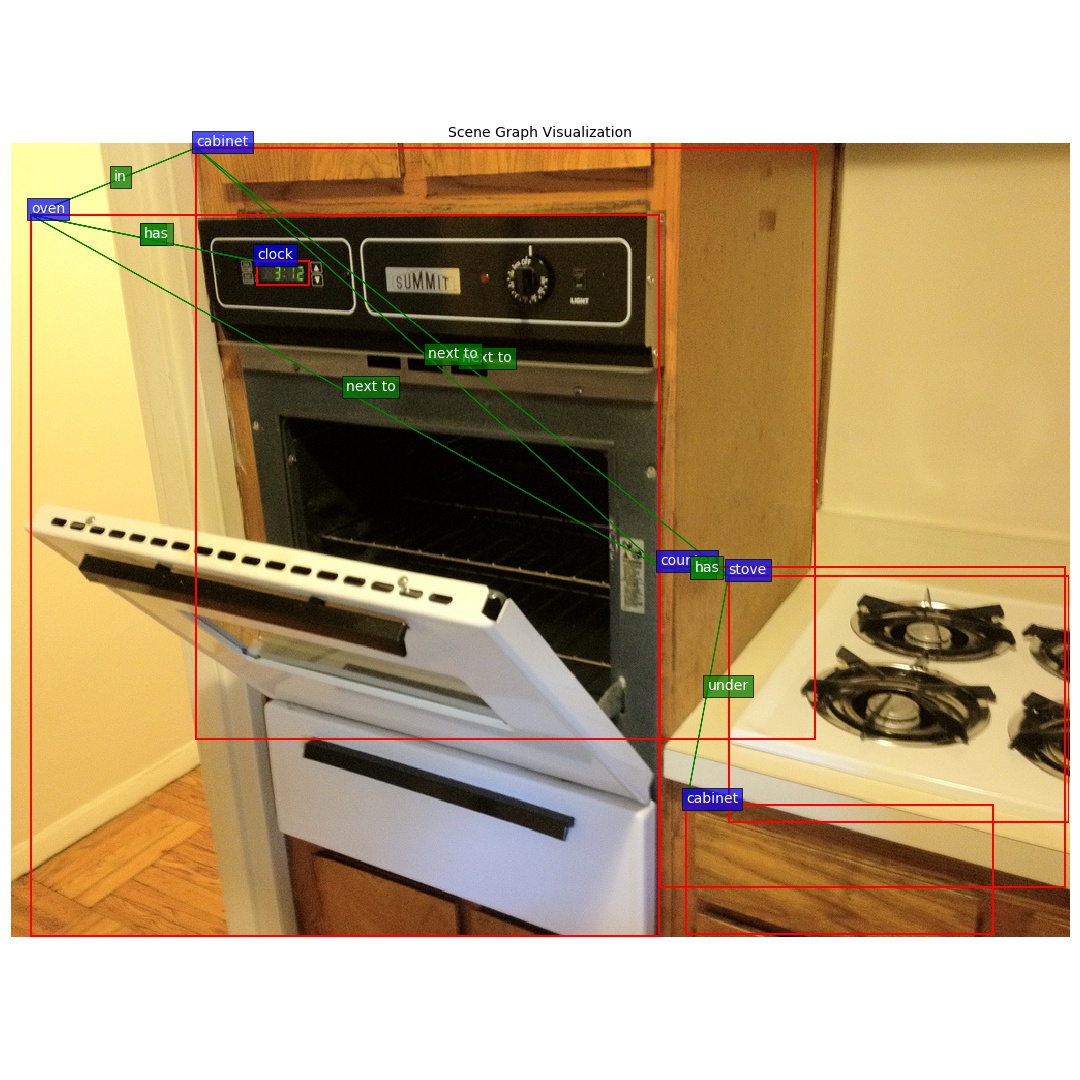 Scene Graph Visualization
cabinet
in
oven
has
clock
3:12
SUMMIT
OFF
LIGHT
next to
next to
next to
has
stove
under
cabinet